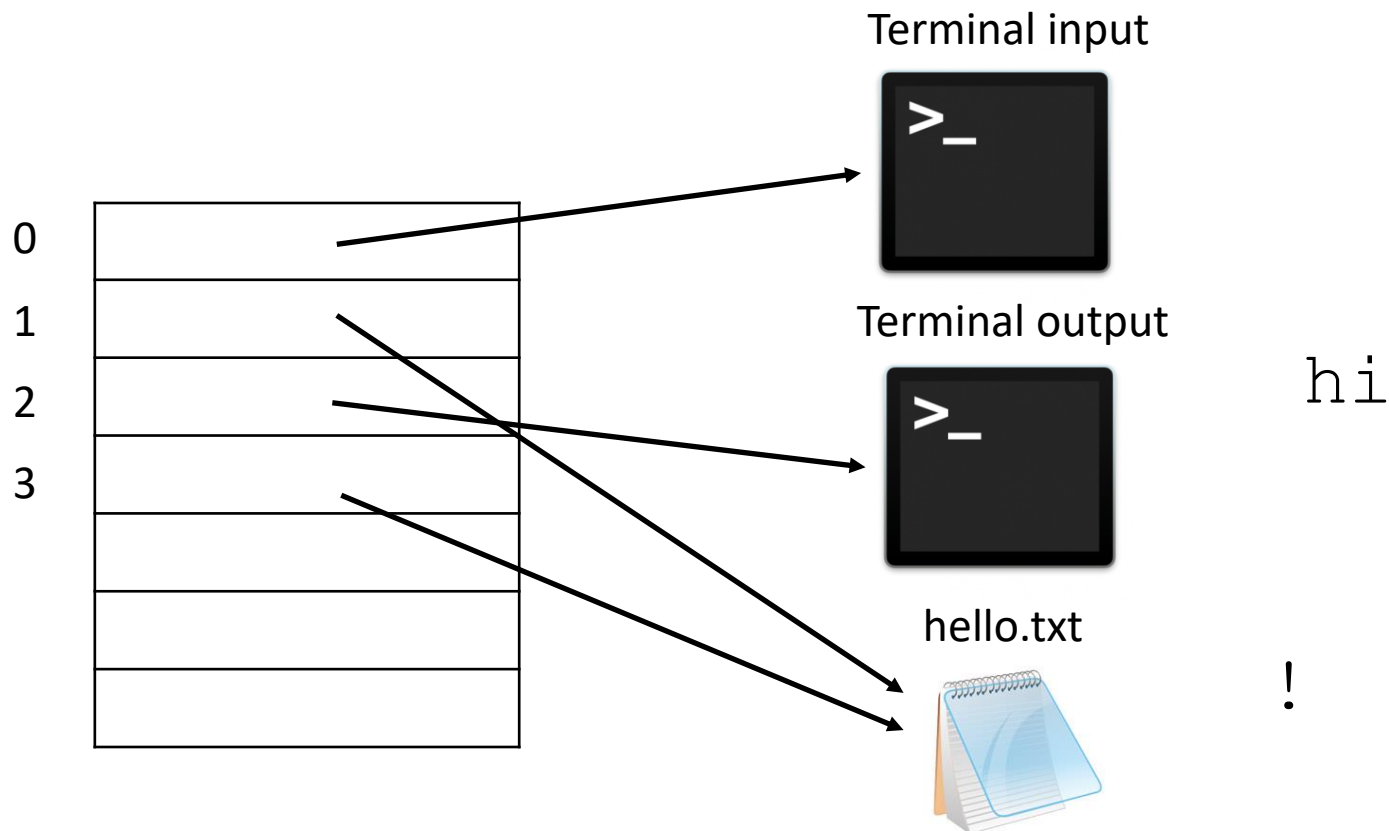 Terminal input
>_
0
1
Terminal output
>_
hi
2
3
hello.txt
!